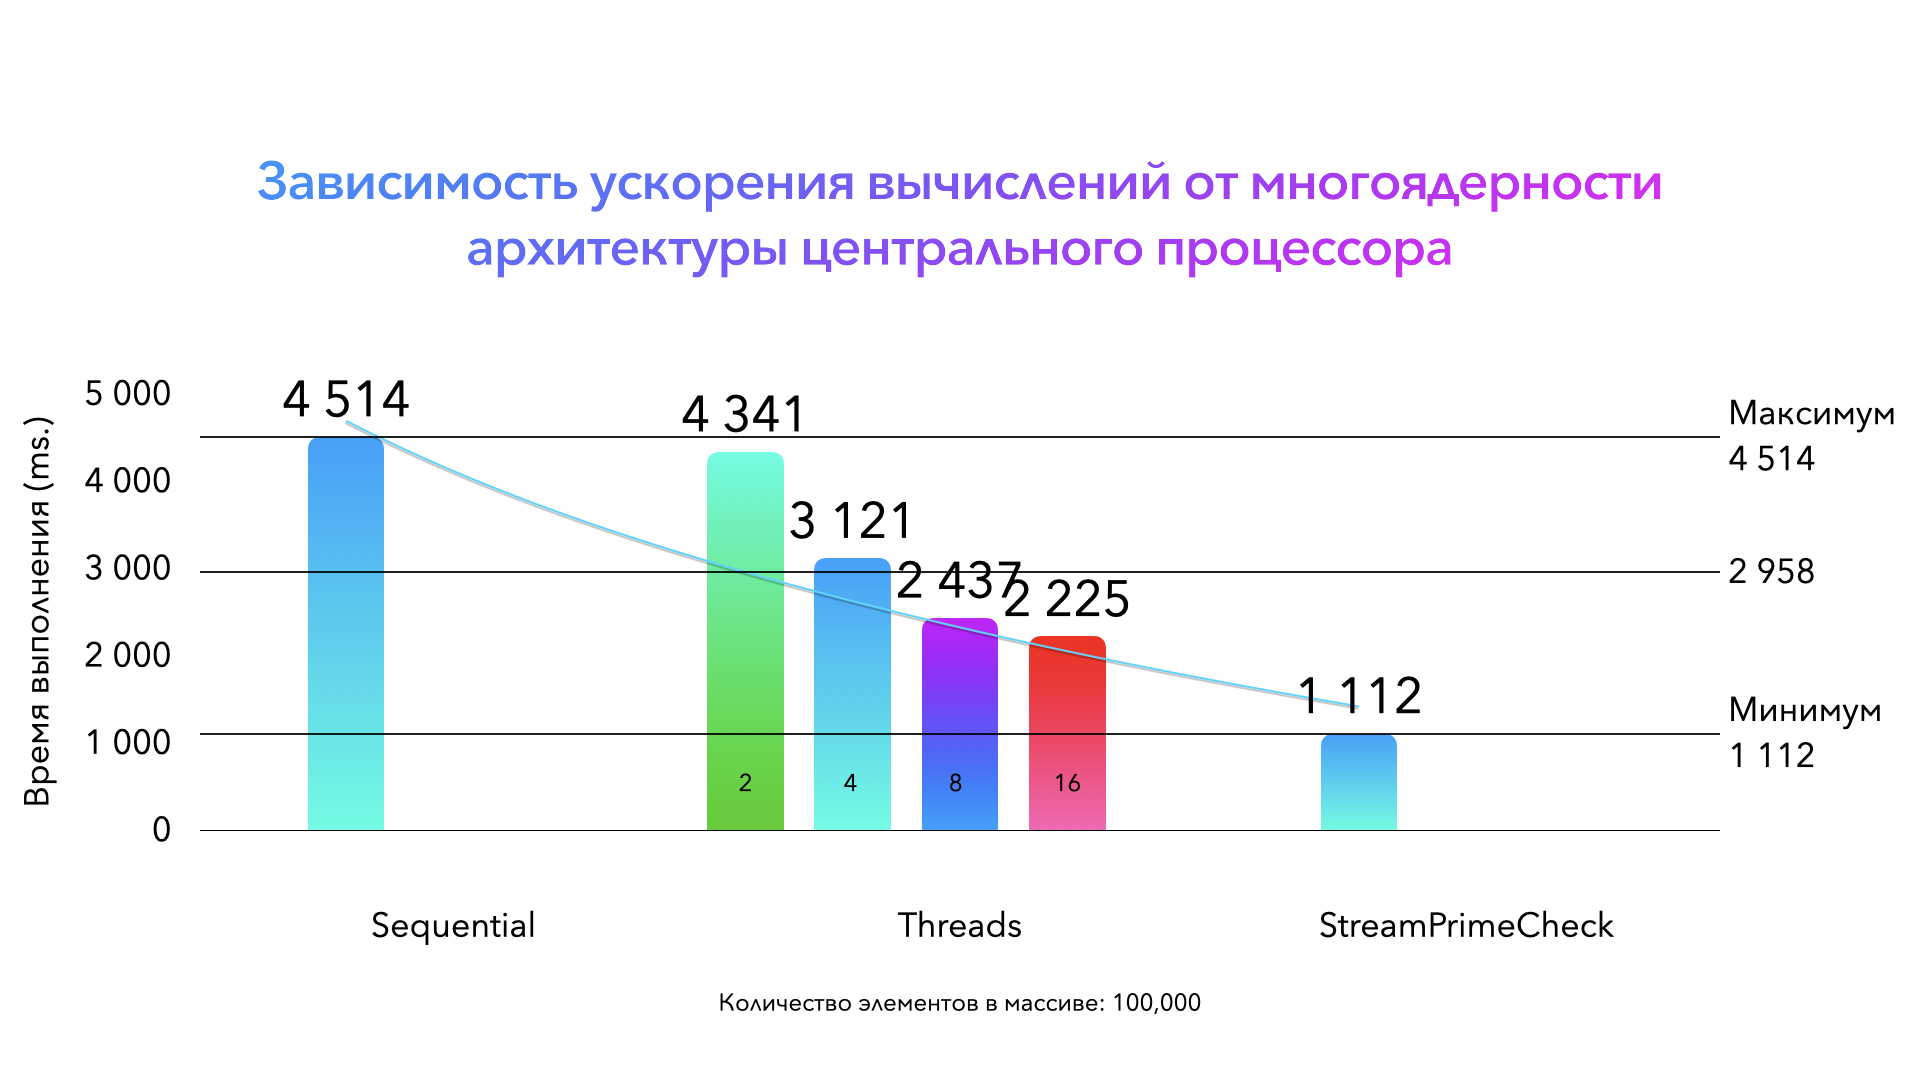 Зависимость ускорения вычислений от многоядерности
архитектуры центрального процессора
Время выполнения (ms.)
5 000
4 000
3 000
2 000
1 000
0
4 514
4 341
3 121
2 437
2 225
1 112
2
4
8
16
Максимум
4 514
2 958
Минимум
1 112
Sequential
Threads
StreamPrimeCheck
Количество элементов в массиве: 100,000